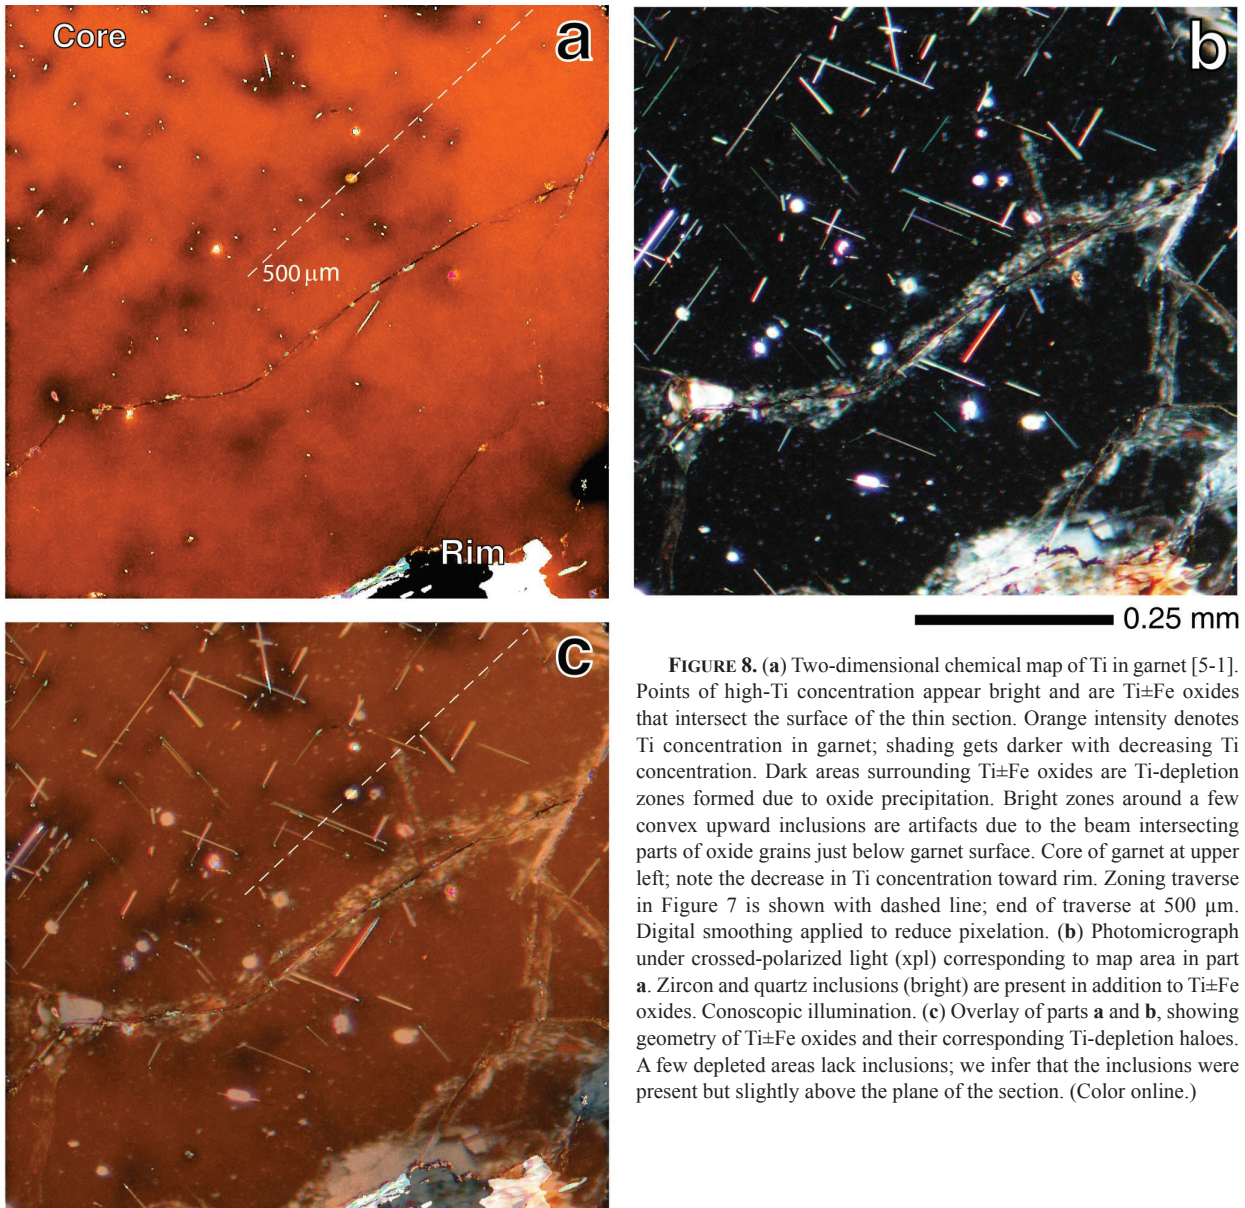 Core
a
500 μm
Rim
b
0.25 mm
c
FIGURE 8. (a) Two-dimensional chemical map of Ti in garnet [5-1].
Points of high-Ti concentration appear bright and are Ti±Fe oxides
that intersect the surface of the thin section. Orange intensity denotes
Ti concentration in garnet; shading gets darker with decreasing Ti
concentration. Dark areas surrounding Ti±Fe oxides are Ti-depletion
zones formed due to oxide precipitation. Bright zones around a few
convex upward inclusions are artifacts due to the beam intersecting
parts of oxide grains just below garnet surface. Core of garnet at upper
left; note the decrease in Ti concentration toward rim. Zoning traverse
in Figure 7 is shown with dashed line; end of traverse at 500 μm.
Digital smoothing applied to reduce pixelation. (b) Photomicrograph
under crossed-polarized light (xpl) corresponding to map area in part
a. Zircon and quartz inclusions (bright) are present in addition to Ti±Fe
oxides. Conoscopic illumination. (c) Overlay of parts a and b, showing
geometry of Ti±Fe oxides and their corresponding Ti-depletion haloes.
A few depleted areas lack inclusions; we infer that the inclusions were
present but slightly above the plane of the section. (Color online.)